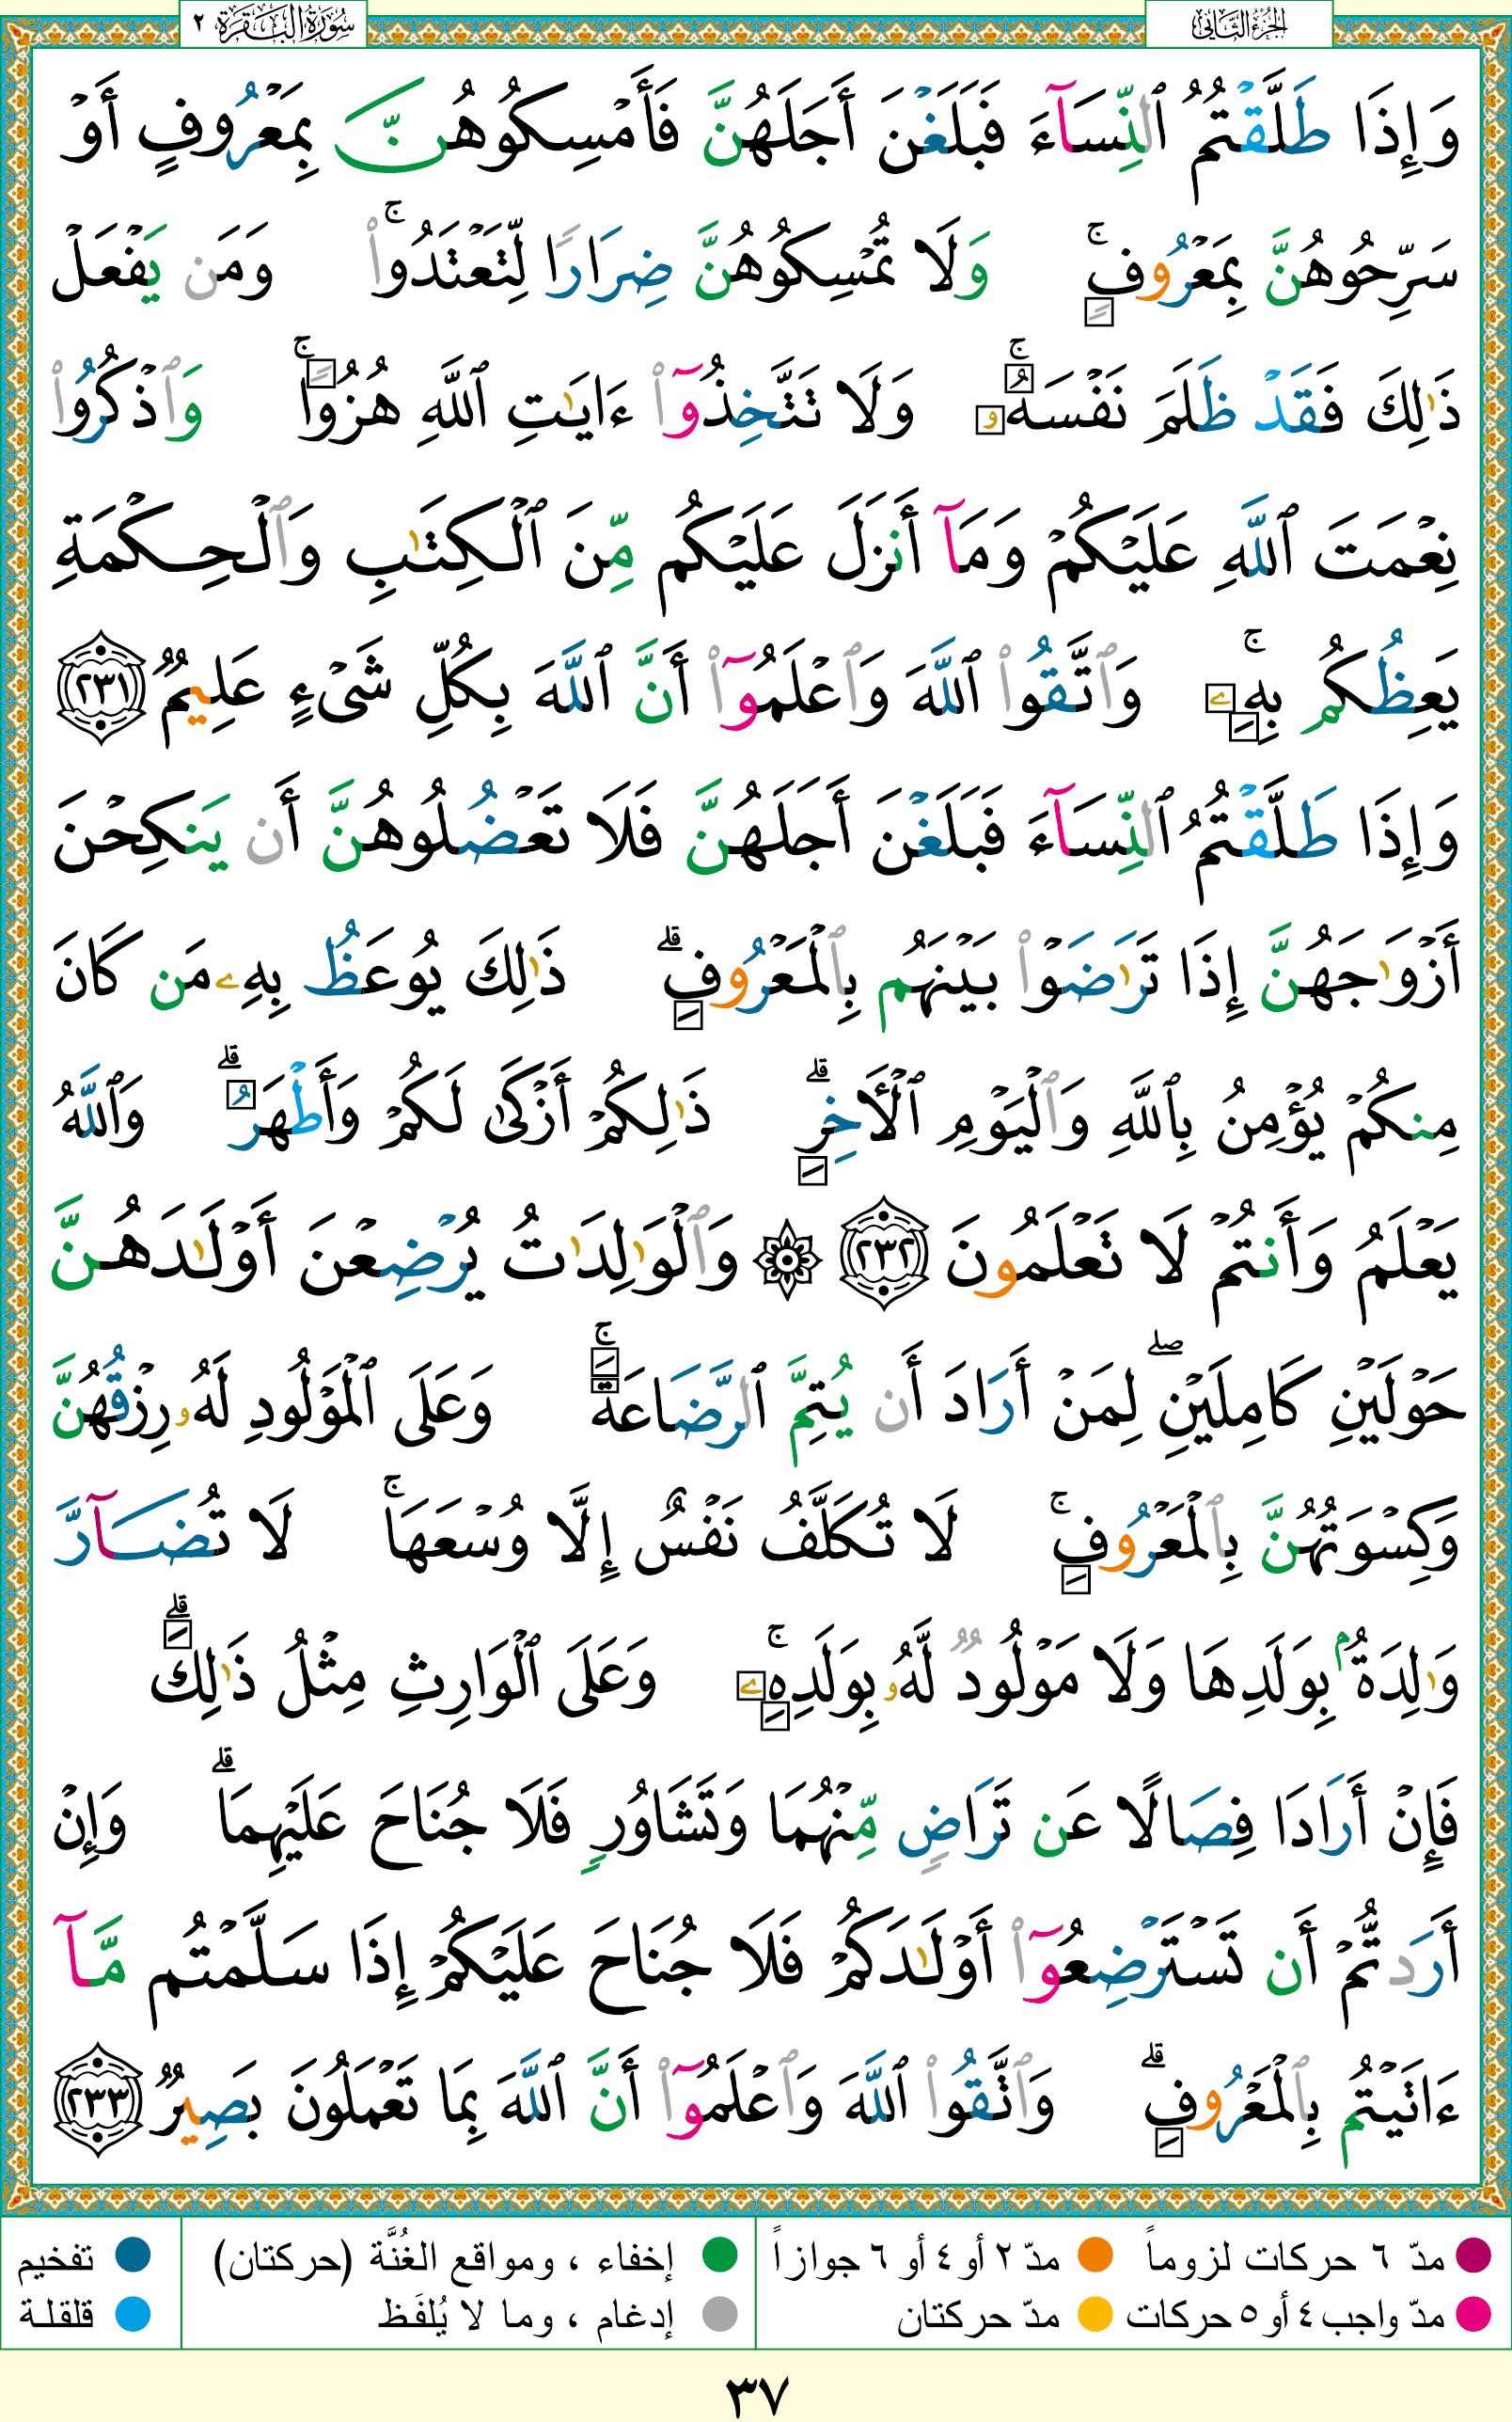 الجزء الثاني
سورة البقرة ٢
وَإِذَا طَلَّقْتُمُ ٱلنِّسَآءَ فَبَلَغْنَ أَجَلَهُنَّ فَأَمْسِكُوهُنَّ بِمَعْرُوفٍ أَوْ
سَرِّحُوهُنَّ بِمَعْرُوفٍ ۚ وَلَا تُمْسِكُوهُنَّ ضِرَارًا لِّتَعْتَدُوا۟ ۚ وَمَن يَفْعَلْ
ذَٰلِكَ فَقَدْ ظَلَمَ نَفْسَهُۥ ۚ وَلَا تَتَّخِذُوٓا۟ ءَايَـٰتِ ٱللَّهِ هُزُوًا ۚ وَٱذْكُرُوا۟
نِعْمَتَ ٱللَّهِ عَلَيْكُمْ وَمَآ أَنزَلَ عَلَيْكُم مِّنَ ٱلْكِتَـٰبِ وَٱلْحِكْمَةِ
يَعِظُكُم بِهِۦ ۚ وَٱتَّقُوا۟ ٱللَّهَ وَٱعْلَمُوٓا۟ أَنَّ ٱللَّهَ بِكُلِّ شَىْءٍ عَلِيمٌ ٢٣١
وَإِذَا طَلَّقْتُمُ ٱلنِّسَآءَ فَبَلَغْنَ أَجَلَهُنَّ فَلَا تَعْضُلُوهُنَّ أَن يَنكِحْنَ
أَزْوَٰجَهُنَّ إِذَا تَرَٰضَوْا۟ بَيْنَهُم بِٱلْمَعْرُوفِ ۗ ذَٰلِكَ يُوعَظُ بِهِۦ مَن كَانَ
مِنكُمْ يُؤْمِنُ بِٱللَّهِ وَٱلْيَوْمِ ٱلْأَخِرِ ۗ ذَٰلِكُمْ أَزْكَىٰ لَكُمْ وَأَطْهَرُ ۗ وَٱللَّهُ
يَعْلَمُ وَأَنتُمْ لَا تَعْلَمُونَ ٢٣٢ ۞ وَٱلْوَٰلِدَٰتُ يُرْضِعْنَ أَوْلَـٰدَهُنَّ
حَوْلَيْنِ كَامِلَيْنِ ۖ لِمَنْ أَرَادَ أَن يُتِمَّ ٱلرَّضَاعَةَ ۚ وَعَلَى ٱلْمَوْلُودِ لَهُۥ رِزْقُهُنَّ
وَكِسْوَتُهُنَّ بِٱلْمَعْرُوفِ ۚ لَا تُكَلَّفُ نَفْسٌ إِلَّا وُسْعَهَا ۚ لَا تُضَآرَّ
وَٰلِدَةٌۢ بِوَلَدِهَا وَلَا مَوْلُودٌ لَّهُۥ بِوَلَدِهِۦ ۚ وَعَلَى ٱلْوَارِثِ مِثْلُ ذَٰلِكَ ۗ
فَإِنْ أَرَادَا فِصَالًا عَن تَرَاضٍ مِّنْهُمَا وَتَشَاوُرٍ فَلَا جُنَاحَ عَلَيْهِمَا ۗ وَإِنْ
أَرَدتُّمْ أَن تَسْتَرْضِعُوٓا۟ أَوْلَـٰدَكُمْ فَلَا جُنَاحَ عَلَيْكُمْ إِذَا سَلَّمْتُم مَّآ
ءَاتَيْتُم بِٱلْمَعْرُوفِ ۗ وَٱتَّقُوا۟ ٱللَّهَ وَٱعْلَمُوٓا۟ أَنَّ ٱللَّهَ بِمَا تَعْمَلُونَ بَصِيرٌ ٢٣٣
مدّ ٦ حركات لزوماً مدّ ٢ أو ٤ أو ٦ جوازاً إخفاء ، ومواقع الغُنَّة (حركتان) تفخيم
مدّ واجب ٤ أو ٥ حركات مدّ حركتان إدغام ، وما لا يُلفَظ قلقلة
٣٧